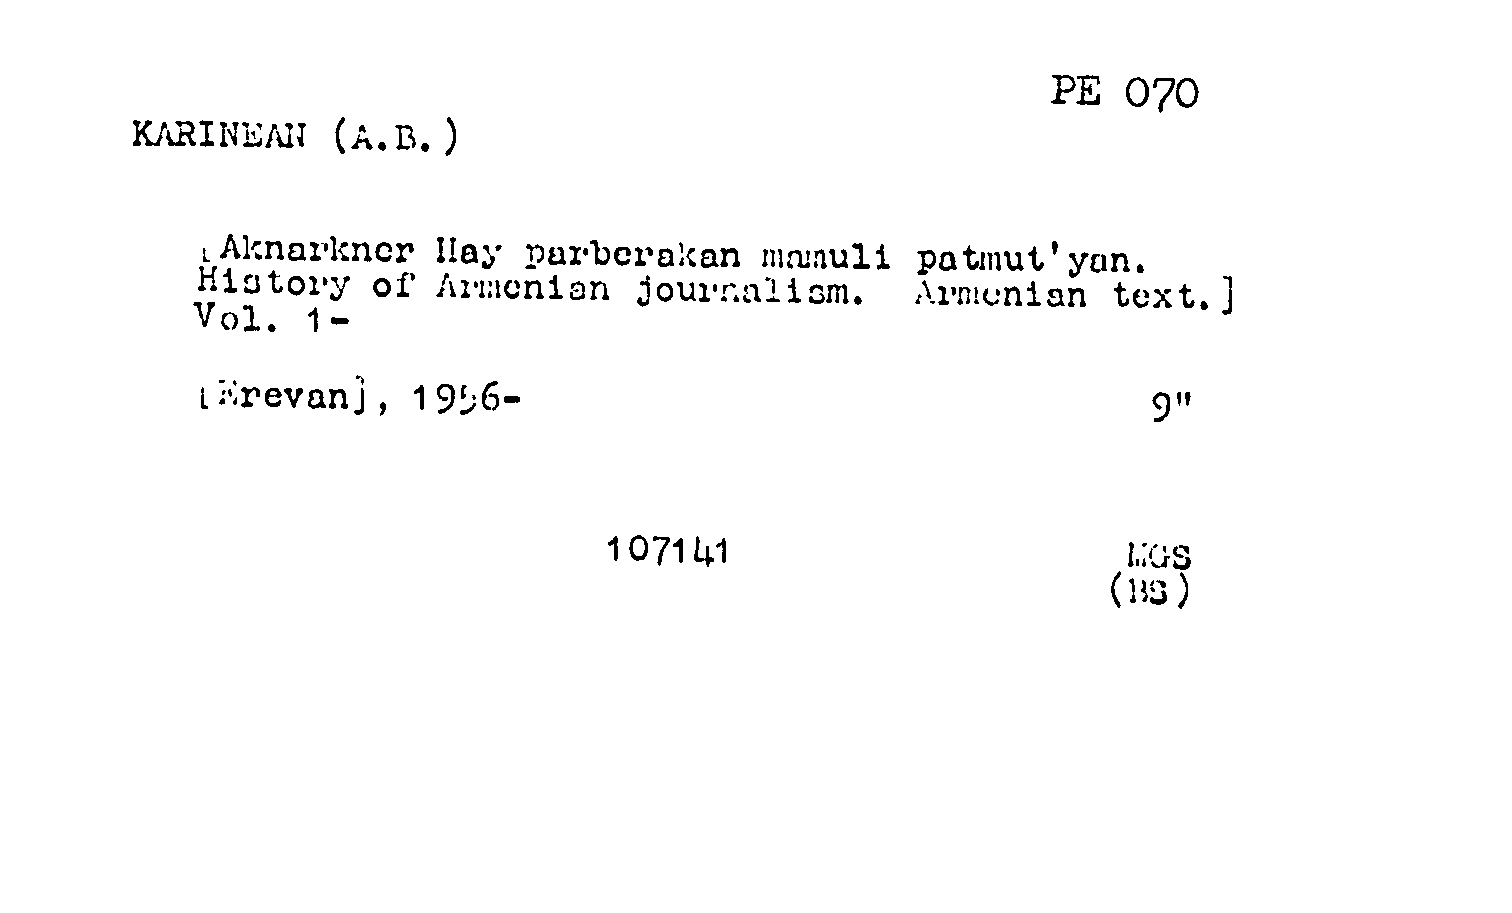 PE 070
KARINEAN (A.B.)
[Aknarkner Hay parberakan mamuli patmut'yan.
History of Armenian journalism. Armenian text.]
Vol. 1-
[Erevan], 1956- 9"
107141 MGS
(BS)